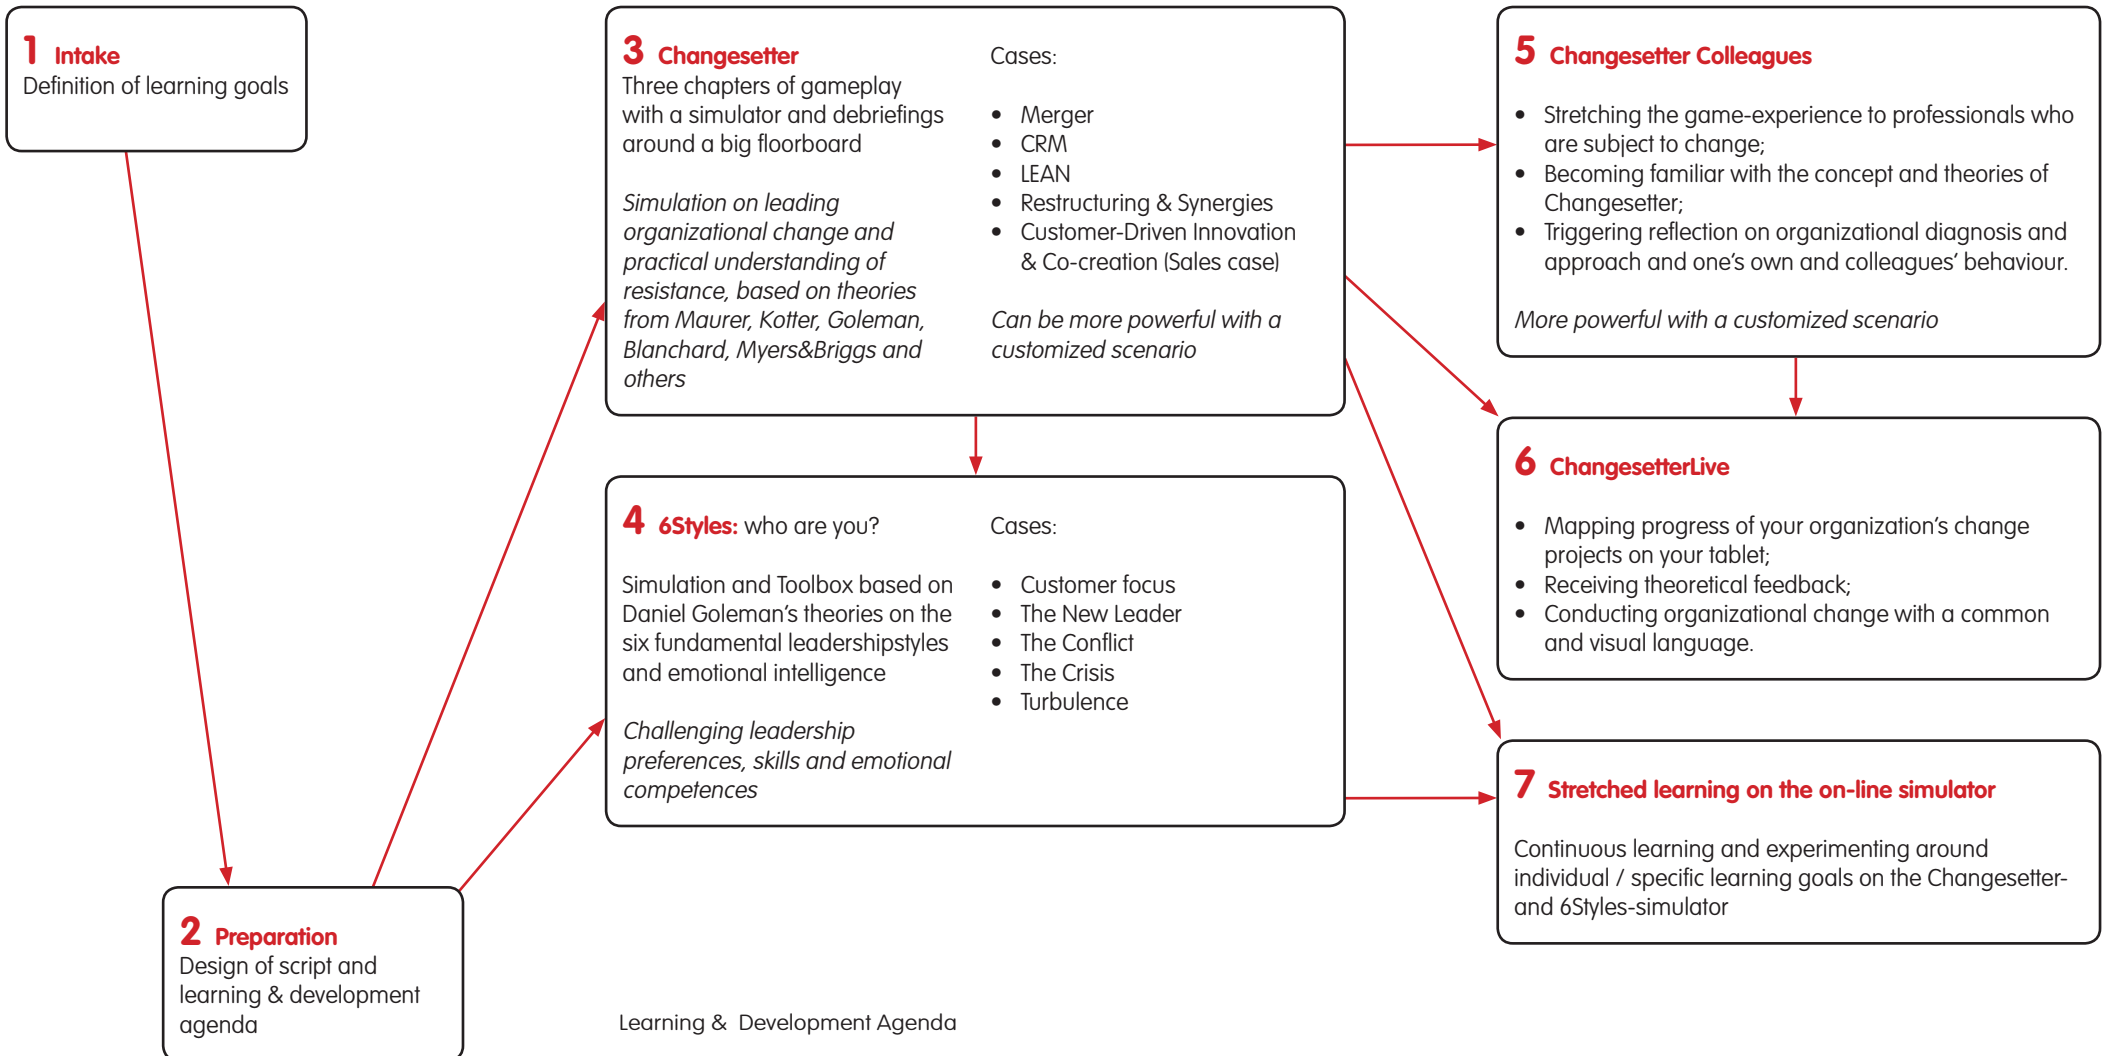 1 Intake
Definition of learning goals
2 Preparation
Design of script and
learning & development
agenda
3 Changesetter
Three chapters of gameplay
with a simulator and debriefings
around a big floorboard
Simulation on leading
organizational change and
practical understanding of
resistance, based on theories
from Maurer, Kotter, Goleman,
Blanchard, Myers&Briggs and
others
Cases:
• Merger
• CRM
• LEAN
• Restructuring & Synergies
• Customer-Driven Innovation
& Co-creation (Sales case)
Can be more powerful with a
customized scenario
4 6Styles: who are you?
Simulation and Toolbox based on
Daniel Goleman's theories on the
six fundamental leadershipstyles
and emotional intelligence
Challenging leadership
preferences, skills and emotional
competences
Cases:
• Customer focus
• The New Leader
• The Conflict
• The Crisis
• Turbulence
5 Changesetter Colleagues
• Stretching the game-experience to professionals who
are subject to change;
• Becoming familiar with the concept and theories of
Changesetter;
• Triggering reflection on organizational diagnosis and
approach and one's own and colleagues' behaviour.
More powerful with a customized scenario
6 ChangesetterLive
• Mapping progress of your organization's change
projects on your tablet;
• Receiving theoretical feedback;
• Conducting organizational change with a common
and visual language.
7 Stretched learning on the on-line simulator
Continuous learning and experimenting around
individual / specific learning goals on the Changesetter-
and 6Styles-simulator
Learning & Development Agenda